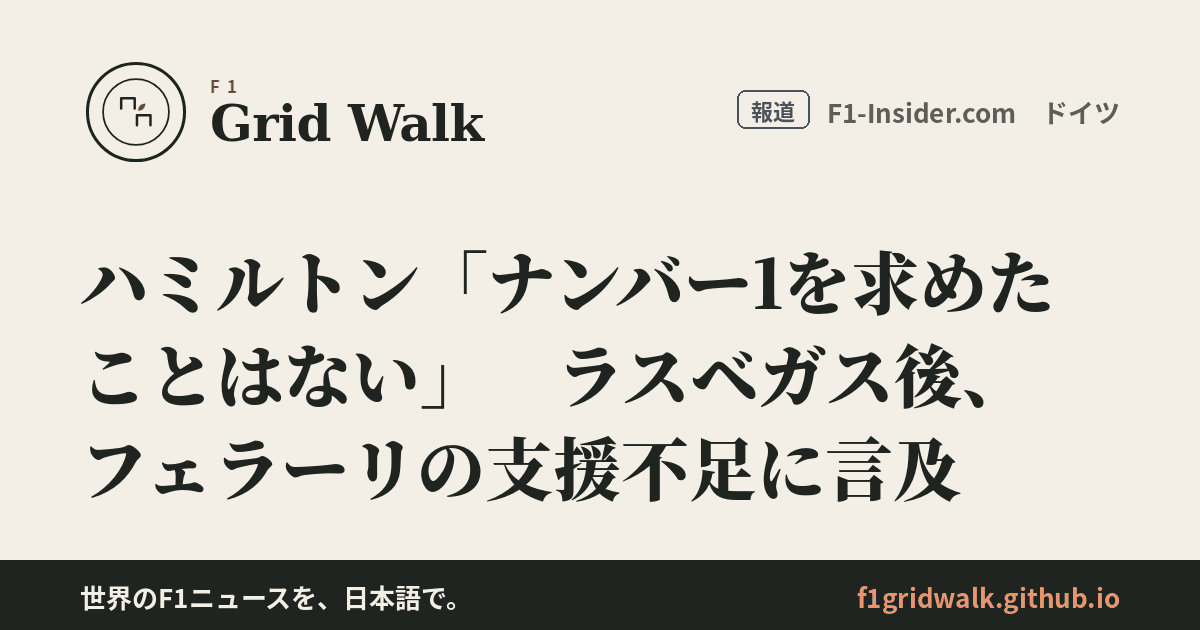 F1
Grid Walk
報道 F1-Insider.com ドイツ
ハミルトン「ナンバー1を求めた
ことはない」　ラスベガス後、
フェラーリの支援不足に言及
世界のF1ニュースを、日本語で。
f1gridwalk.github.io